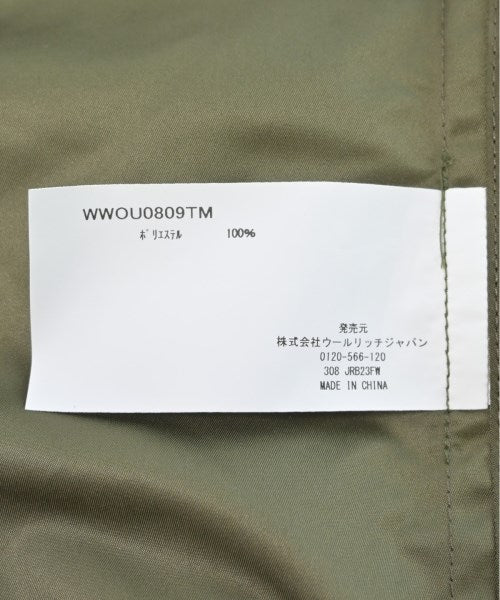 WWOU0809TM
ﾎﾟﾘｴｽﾃﾙ 100%
発売元
株式会社ウールリッチジャパン
0120-566-120
308 JRB23FW
MADE IN CHINA